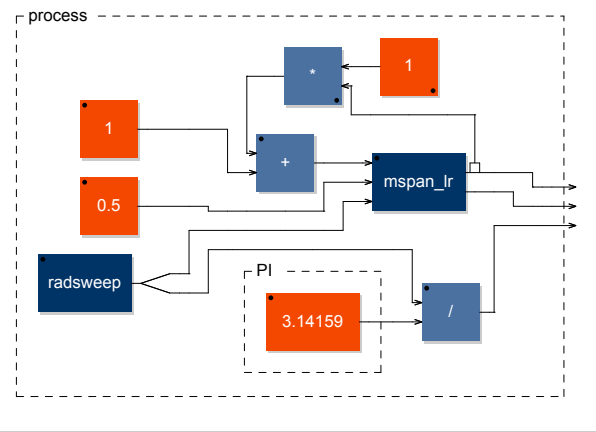 process
*
1
1
+
mspan_lr
0.5
radsweep
PI
3.14159
/